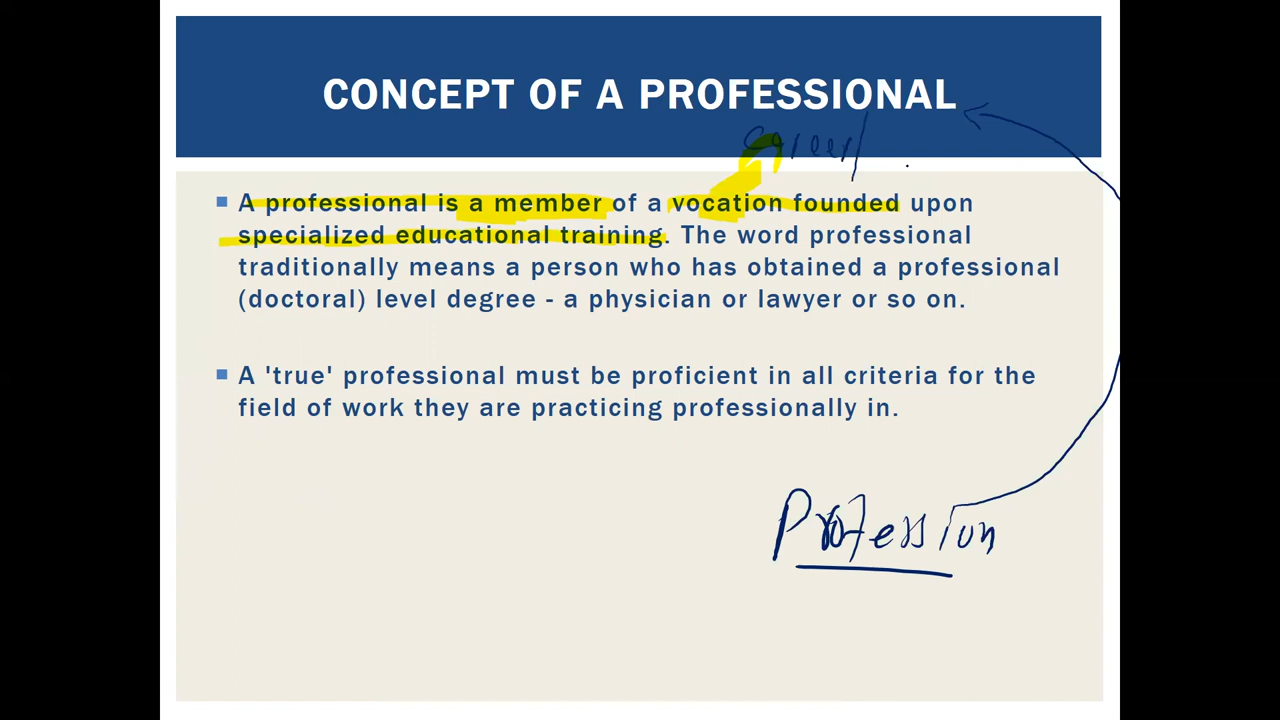 CONCEPT OF A PROFESSIONAL
career
A professional is a member of a vocation founded upon
specialized educational training. The word professional
traditionally means a person who has obtained a professional
(doctoral) level degree - a physician or lawyer or so on.
A 'true' professional must be proficient in all criteria for the
field of work they are practicing professionally in.
Profession